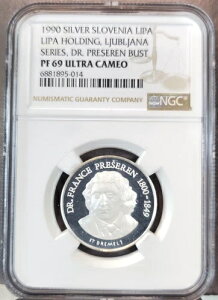 1990 SILVER SLOVENIA LIPA
LIPA HOLDING, LJUBLJANA
SERIES, DR. PRESEREN BUST
PF 69 ULTRA CAMEO
6881895-014
NUMISMATIC GUARANTY COMPANY
NGC
DR. FRANCE PREŠEREN 1800-1849